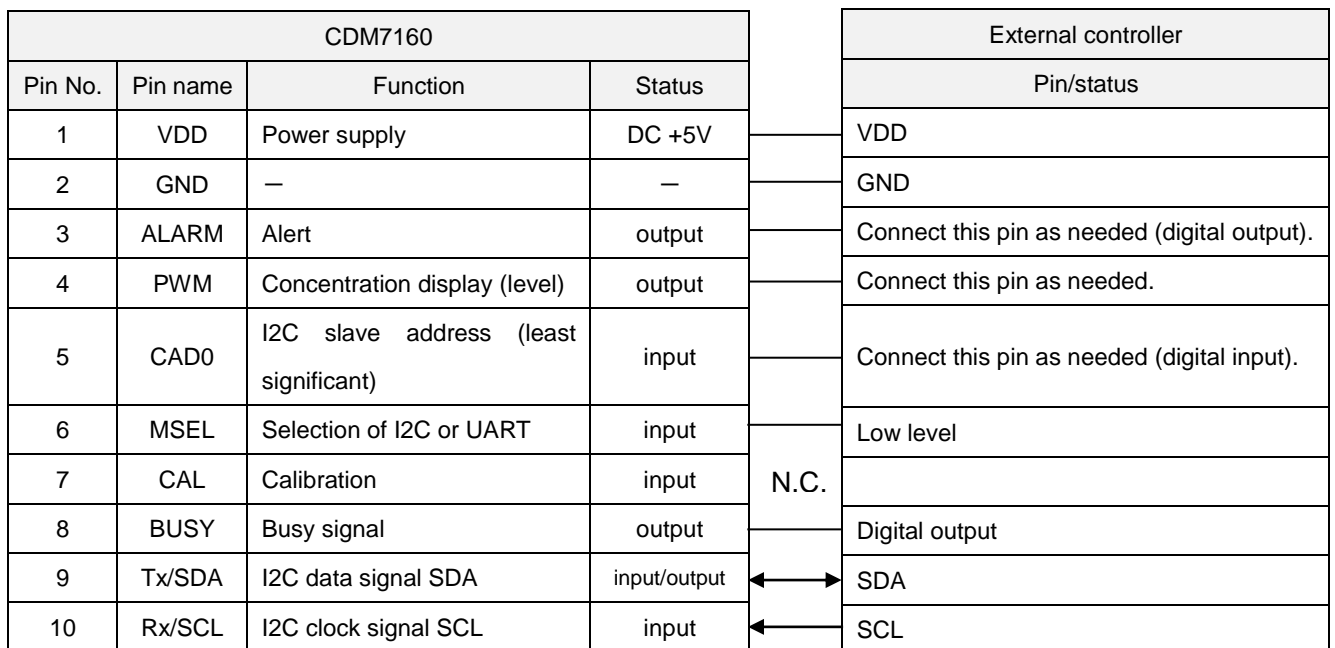 CDM7160 External controller
Pin No. Pin name Function Status Pin/status
1 VDD Power supply DC +5V VDD
2 GND － － GND
3 ALARM Alert output Connect this pin as needed (digital output).
4 PWM Concentration display (level) output Connect this pin as needed.
5 CAD0 I2C slave address (least significant) input Connect this pin as needed (digital input).
6 MSEL Selection of I2C or UART input Low level
7 CAL Calibration input N.C.
8 BUSY Busy signal output Digital output
9 Tx/SDA I2C data signal SDA input/output SDA
10 Rx/SCL I2C clock signal SCL input SCL